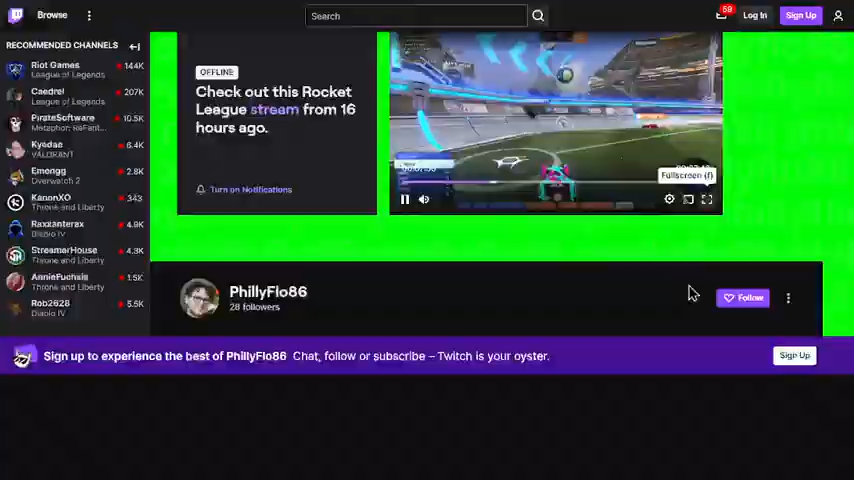 Browse
Search
59
Log In
Sign Up
RECOMMENDED CHANNELS
Riot Games
League of Legends
144K
Caedrel
League of Legends
207K
PirateSoftware
Metaphor: ReFant...
10.5K
Kyedae
VALORANT
6.4K
Emongg
Overwatch 2
2.8K
KanonXO
Throne and Liberty
343
Raxxanterax
Diablo IV
4.9K
StreamerHouse
Throne and Liberty
4.3K
AnnieFuchsia
Throne and Liberty
1.5K
Rob2628
Diablo IV
5.5K
OFFLINE
Check out this Rocket
League stream from 16
hours ago.
Turn on Notifications
Fullscreen (f)
PhillyFlo86
28 followers
Follow
Sign up to experience the best of PhillyFlo86 Chat, follow or subscribe – Twitch is your oyster.
Sign Up